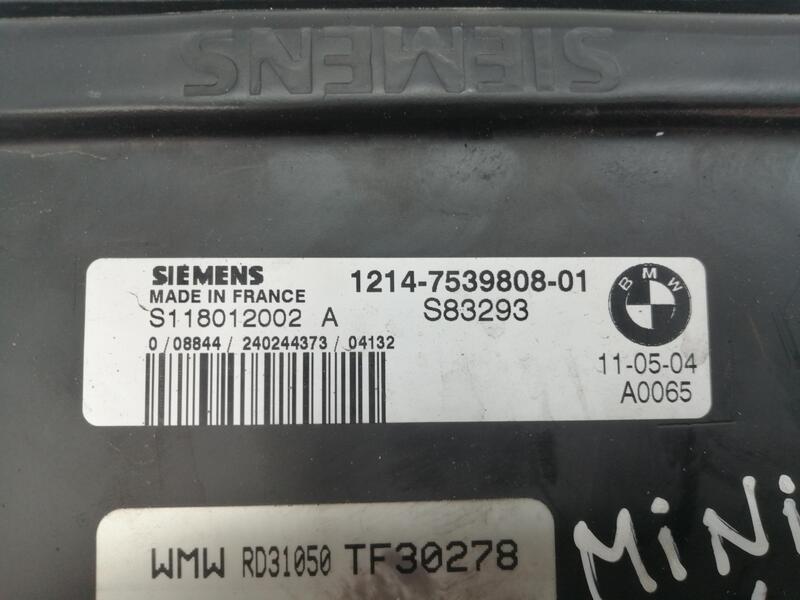 SIEMENS
SIEMENS 1214-7539808-01 BMW
MADE IN FRANCE
S118012002 A S83293
0/08844/240244373/04132
11-05-04
A0065
WMW RD31050 TF30278
MiNi